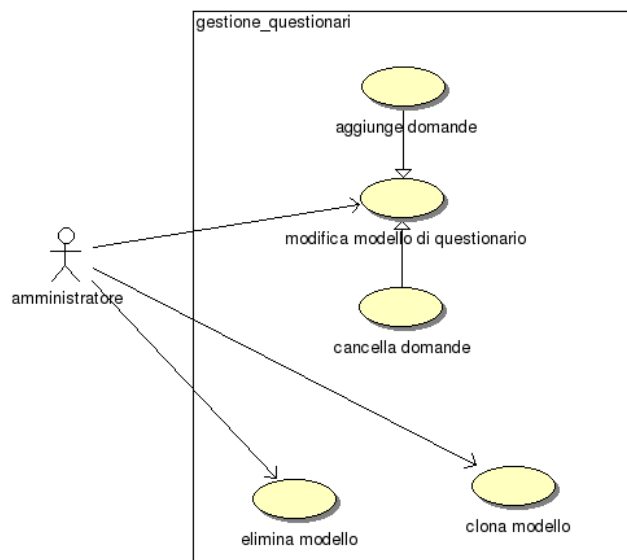 gestione_questionari
aggiunge domande
modifica modello di questionario
amministratore
cancella domande
elimina modello
clona modello